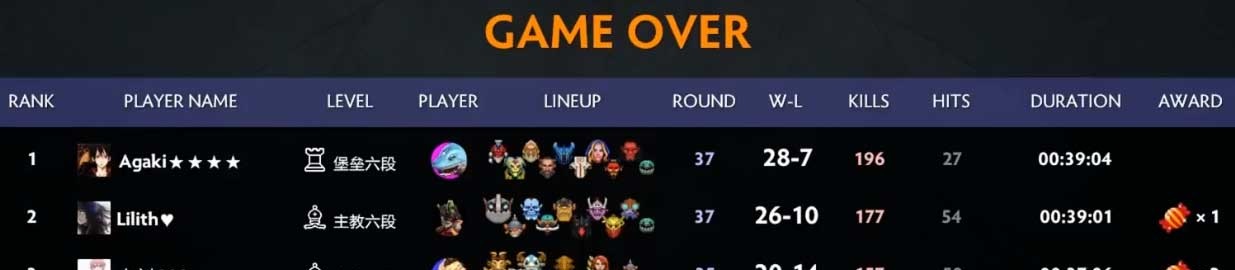 GAME OVER
RANK PLAYER NAME LEVEL PLAYER LINEUP ROUND W-L KILLS HITS DURATION AWARD
1 Agaki★★★★ 堡垒六段 37 28-7 196 27 00:39:04
2 Lilith♥ 主教六段 37 26-10 177 54 00:39:01 × 1